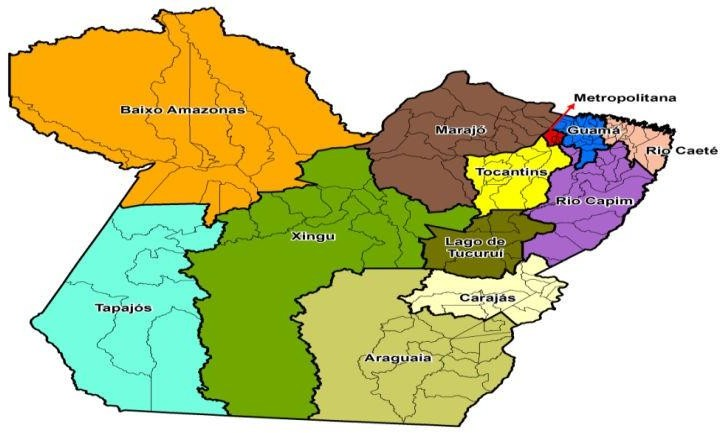 Metropolitana
Baixo Amazonas
Marajó
Guamá
Rio Caeté
Tocantins
Rio Capim
Xingu
Lago de
Tucuruí
Carajás
Tapajós
Araguaia